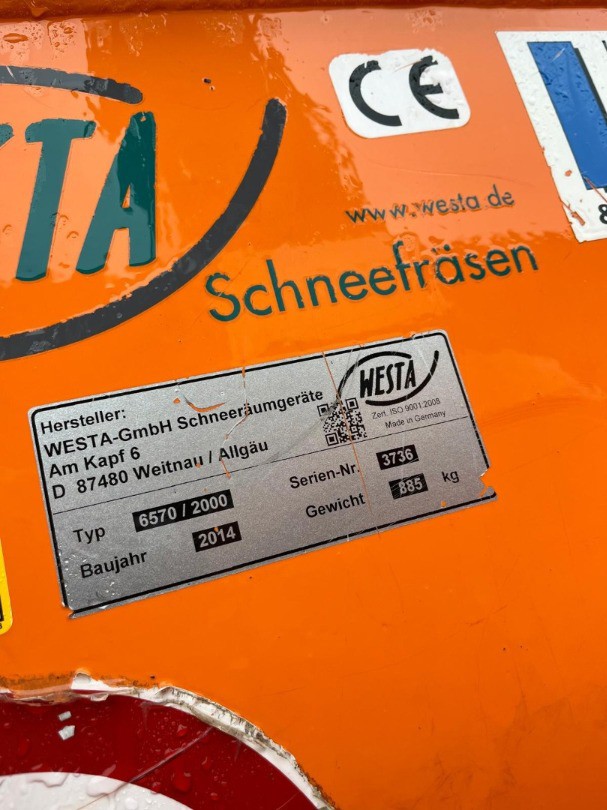 CE
www.westa.de
Schneefräsen
Hersteller:
WESTA-GmbH Schneeräumgeräte
Am Kapf 6
D 87480 Weitnau / Allgäu
WESTA
Zert. ISO 9001:2008
Made in Germany
Typ 6570 / 2000 Serien-Nr. 3736
Baujahr 2014 Gewicht 885 kg